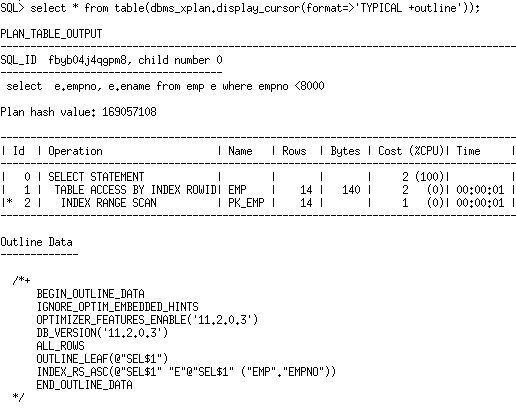 SQL> select * from table(dbms_xplan.display_cursor(format=>'TYPICAL +outline'));
PLAN_TABLE_OUTPUT
--------------------------------------------------------------------------------
SQL_ID  fbyb04j4qgpm8, child number 0
-------------------------------------
 select  e.empno, e.ename from emp e where empno <8000
Plan hash value: 169057108
--------------------------------------------------------------------------------
| Id  | Operation                   | Name   | Rows  | Bytes | Cost (%CPU)| Time     |
--------------------------------------------------------------------------------
|   0 | SELECT STATEMENT            |        |       |       |     2 (100)|          |
|   1 |  TABLE ACCESS BY INDEX ROWID| EMP    |    14 |   140 |     2   (0)| 00:00:01 |
|*  2 |   INDEX RANGE SCAN          | PK_EMP |    14 |       |     1   (0)| 00:00:01 |
--------------------------------------------------------------------------------
Outline Data
-------------
  /*+
      BEGIN_OUTLINE_DATA
      IGNORE_OPTIM_EMBEDDED_HINTS
      OPTIMIZER_FEATURES_ENABLE('11.2.0.3')
      DB_VERSION('11.2.0.3')
      ALL_ROWS
      OUTLINE_LEAF(@"SEL$1")
      INDEX_RS_ASC(@"SEL$1" "E"@"SEL$1" ("EMP"."EMPNO"))
      END_OUTLINE_DATA
  */